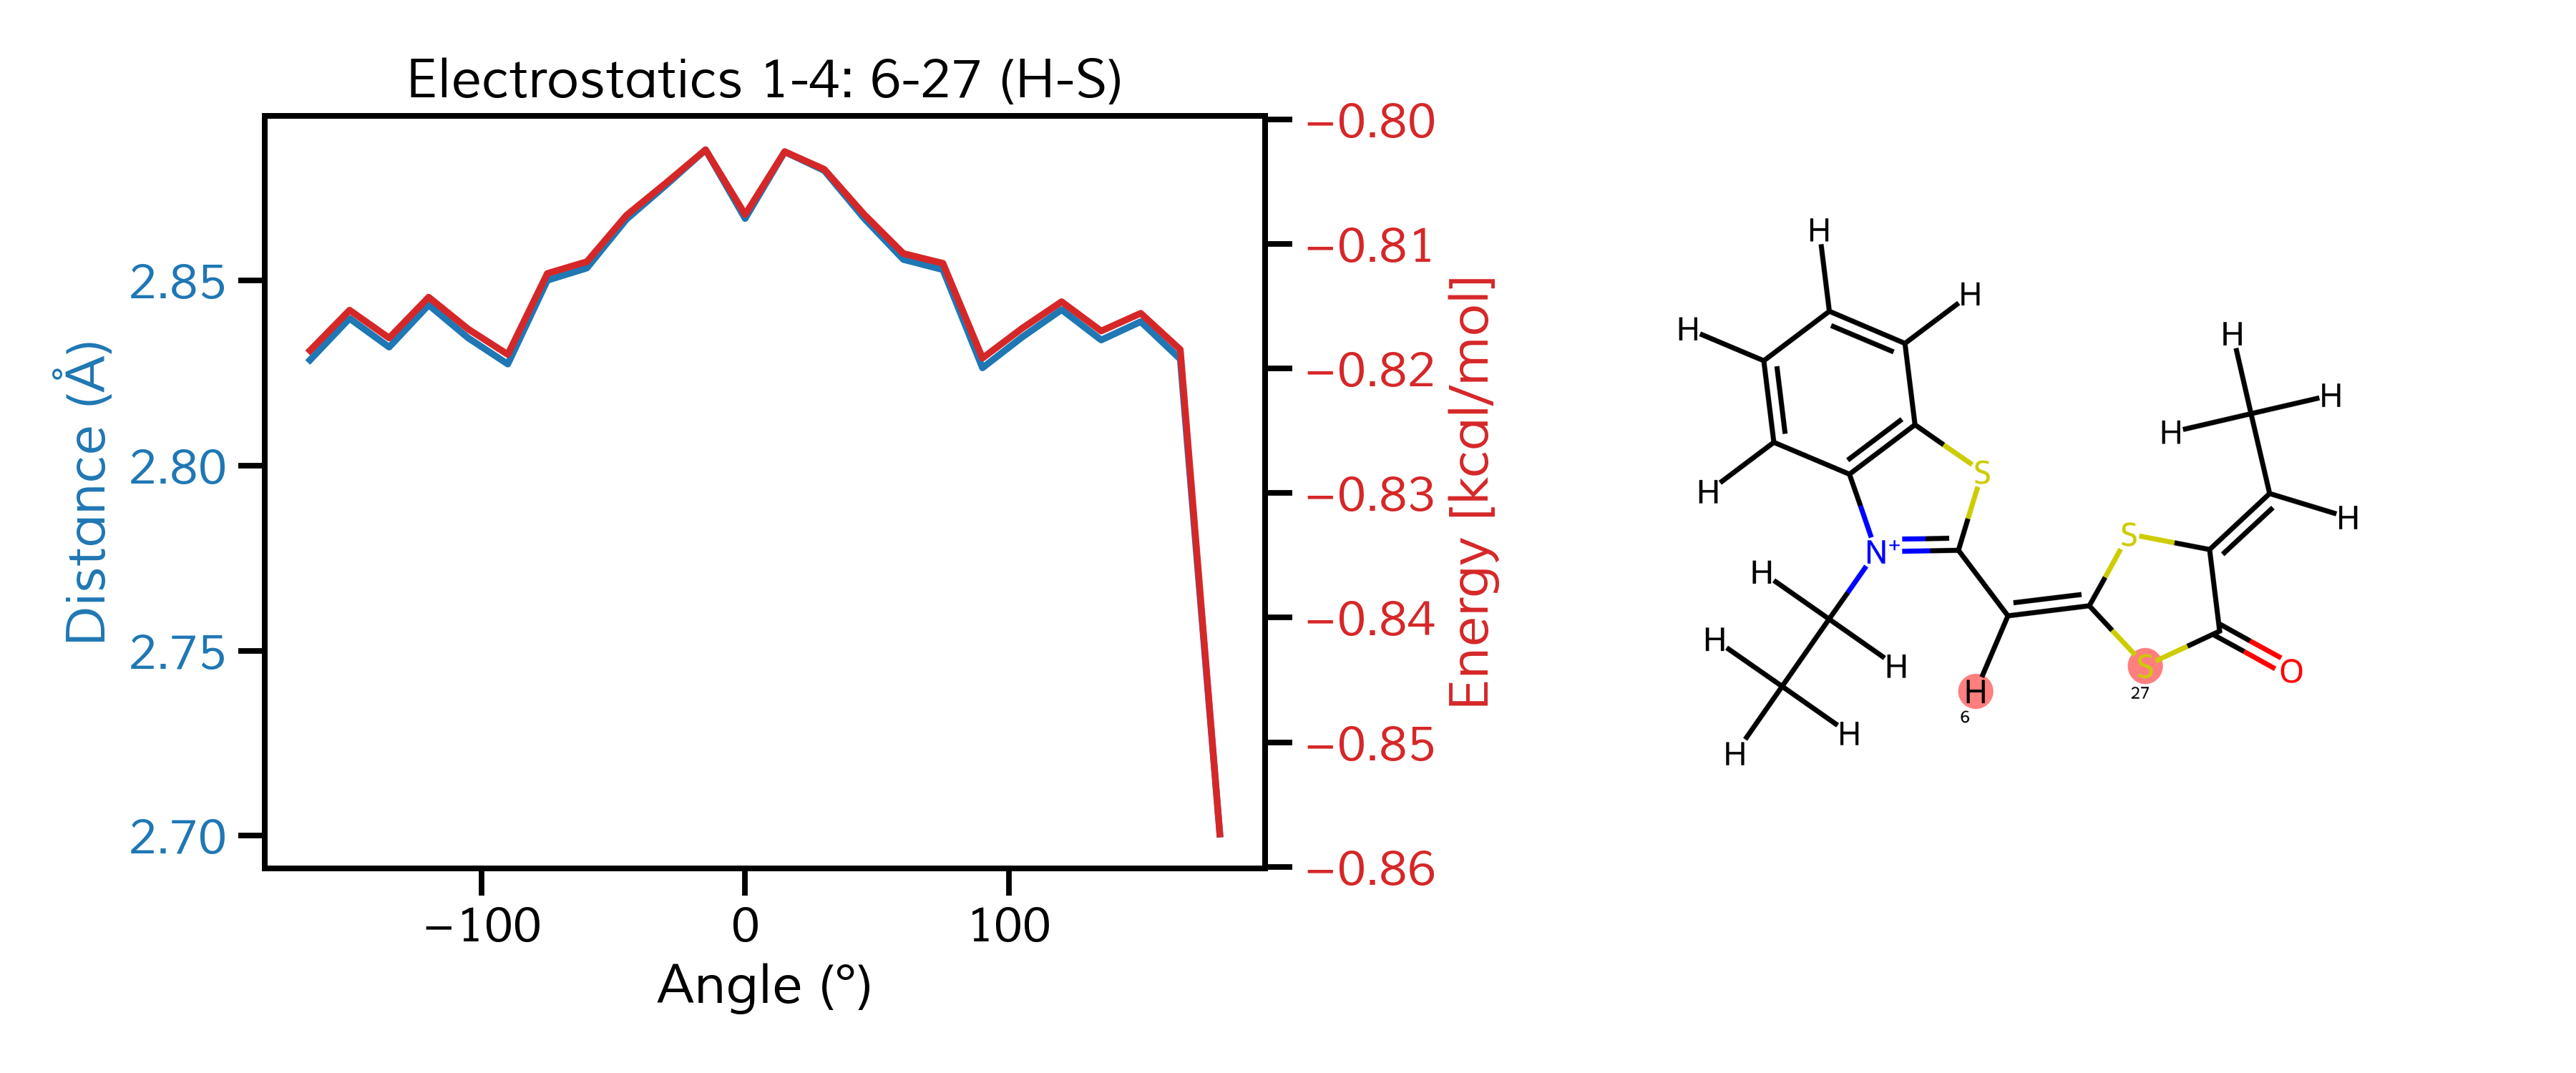 Electrostatics 1-4: 6-27 (H-S)
Distance (Å)
2.85
2.80
2.75
2.70
−0.80
−0.81
−0.82
−0.83
−0.84
−0.85
−0.86
Energy [kcal/mol]
−100
0
100
Angle (°)
H
H
H
H
H
H
H
S
H
S
N+
H
H
H
S
27
O
H
6
H
H